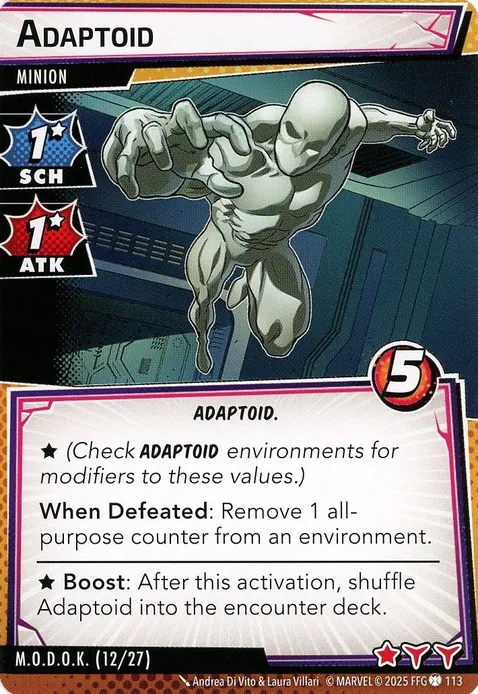 ADAPTOID
MINION
1★
SCH
1★
ATK
5
ADAPTOID.
★ (Check ADAPTOID environments for
modifiers to these values.)
When Defeated: Remove 1 all-
purpose counter from an environment.
★ Boost: After this activation, shuffle
Adaptoid into the encounter deck.
M.O.D.O.K. (12/27)
Andrea Di Vito & Laura Villari © MARVEL © 2025 FFG 113